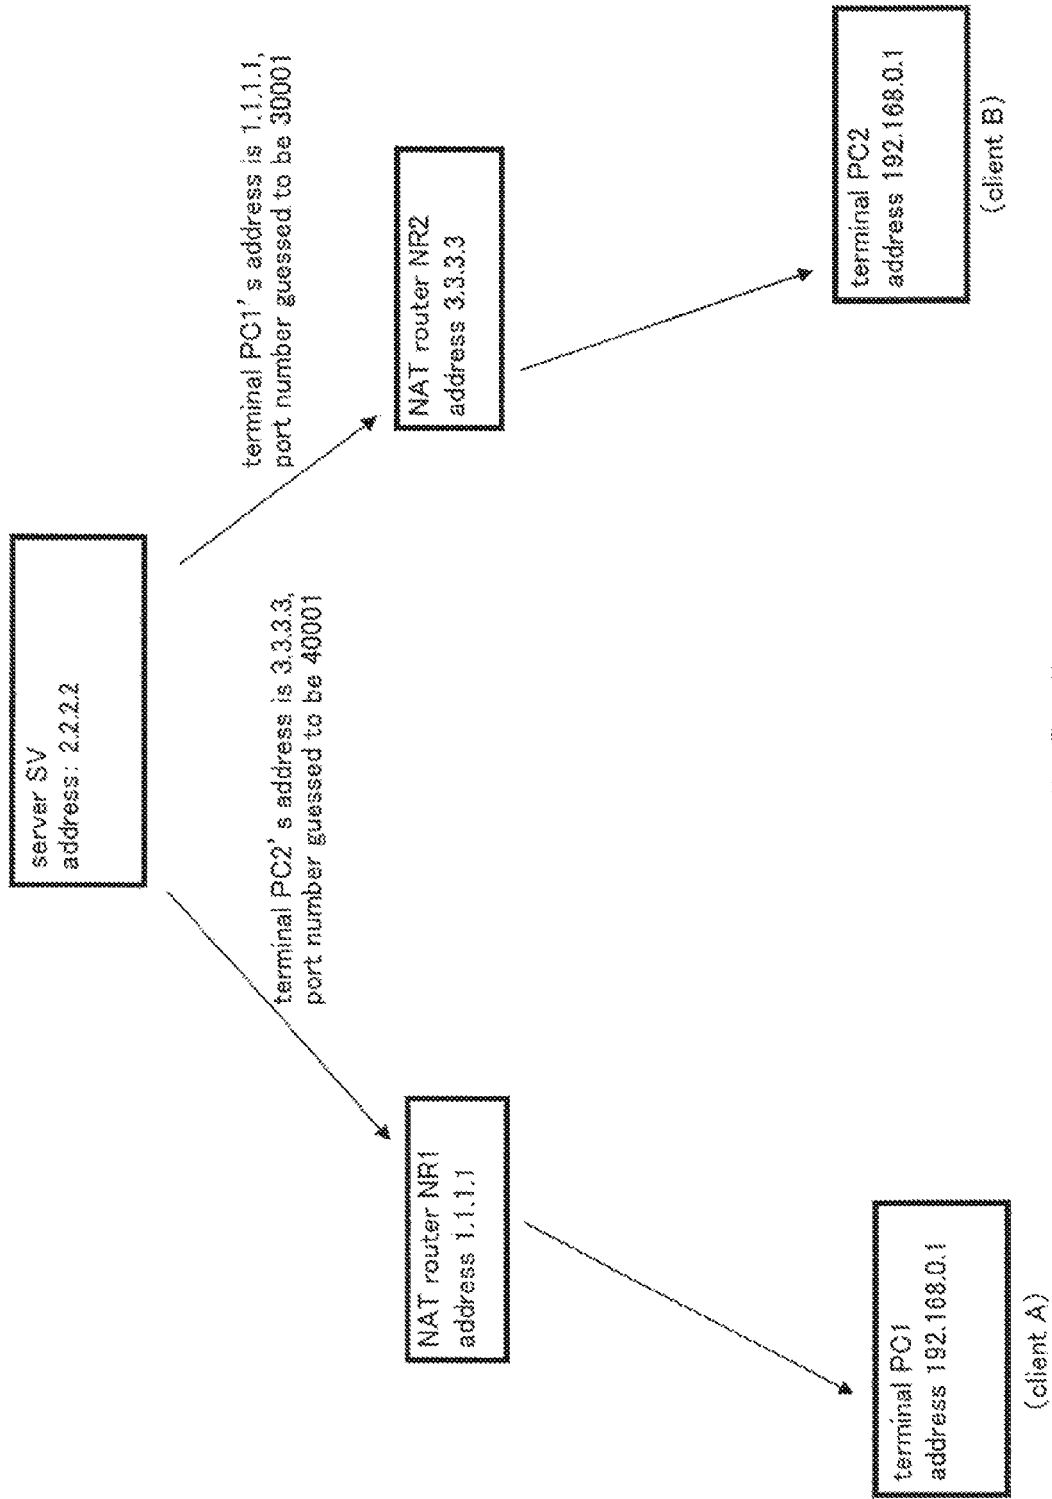 server SV
address: 2.2.2.2
terminal PC2's address is 3.3.3.3,
port number guessed to be 40001
terminal PC1's address is 1.1.1.1,
port number guessed to be 30001
NAT router NR1
address 1.1.1.1
NAT router NR2
address 3.3.3.3
terminal PC1
address 192.168.0.1
(client A)
terminal PC2
address 192.168.0.1
(client B)